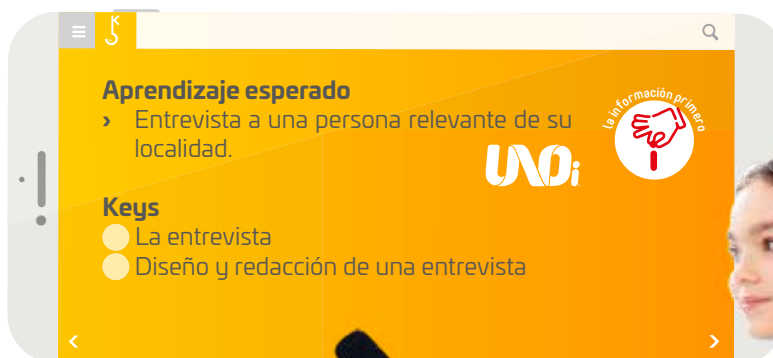 Aprendizaje esperado
› Entrevista a una persona relevante de su
localidad.
la información primero
UNOi
Keys
La entrevista
Diseño y redacción de una entrevista